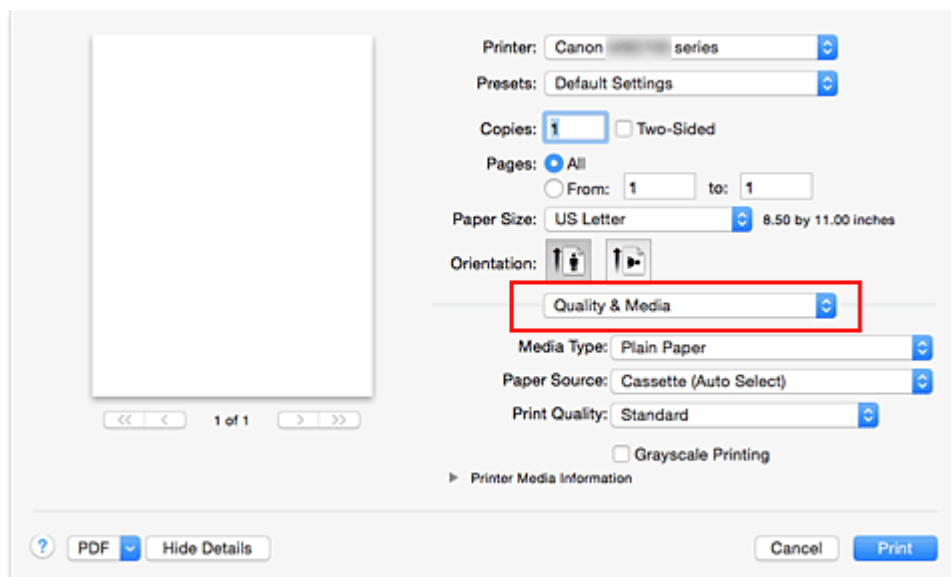 Printer: Canon series
Presets: Default Settings
Copies: 1 Two-Sided
Pages: All
From: 1 to: 1
Paper Size: US Letter 8.50 by 11.00 inches
Orientation:
Quality & Media
Media Type: Plain Paper
Paper Source: Cassette (Auto Select)
Print Quality: Standard
1 of 1
Grayscale Printing
Printer Media Information
? PDF Hide Details Cancel Print